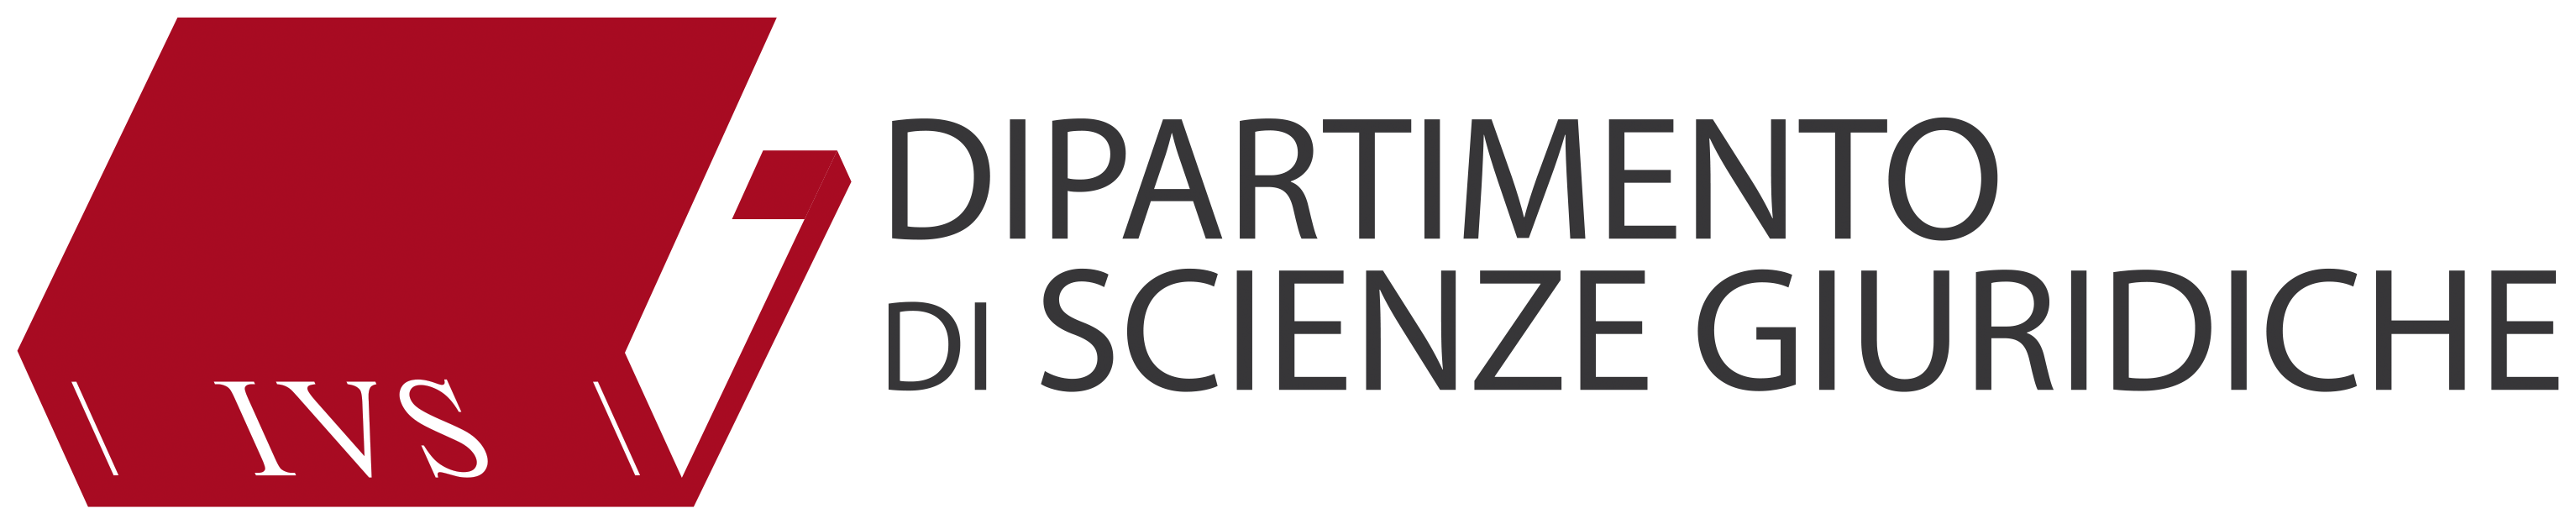 IVS
DIPARTIMENTO
DI SCIENZE GIURIDICHE